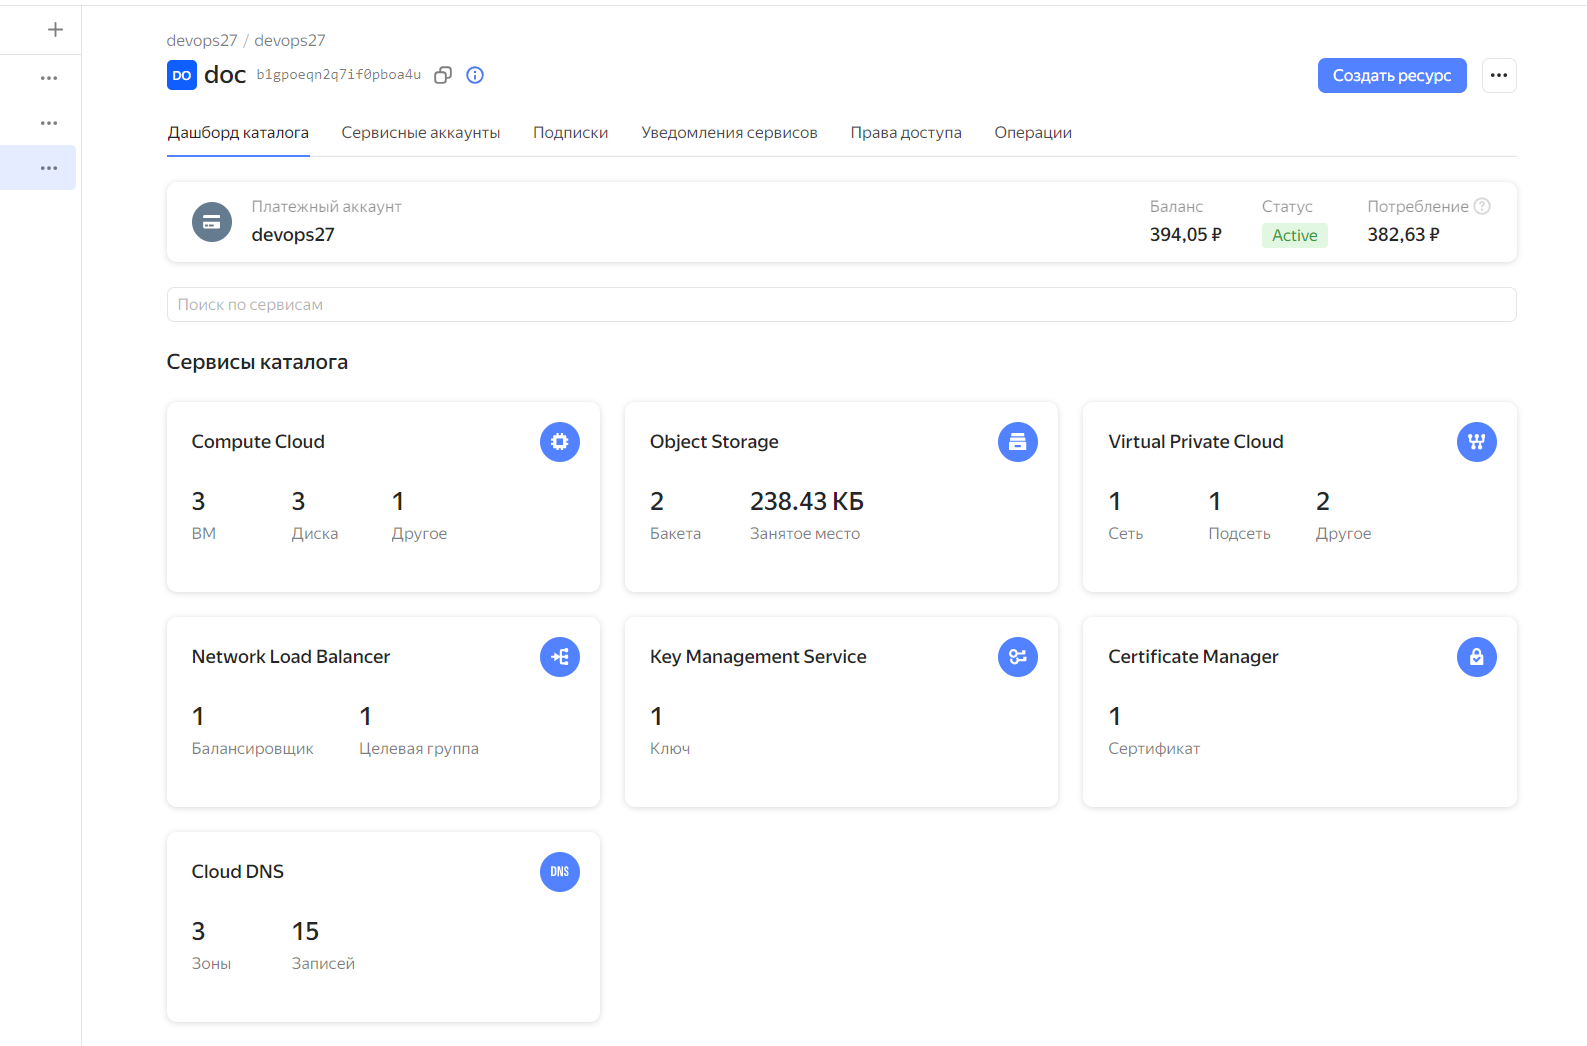 devops27 / devops27
DO doc b1gpoeqn2q7if0pboa4u
Создать ресурс
Дашборд каталога Сервисные аккаунты Подписки Уведомления сервисов Права доступа Операции
Платежный аккаунт Баланс Статус Потребление
devops27 394,05 ₽ Active 382,63 ₽
Поиск по сервисам
Сервисы каталога
Compute Cloud
3 3 1
ВМ Диска Другое
Object Storage
2 238.43 КБ
Бакета Занятое место
Virtual Private Cloud
1 1 2
Сеть Подсеть Другое
Network Load Balancer
1 1
Балансировщик Целевая группа
Key Management Service
1
Ключ
Certificate Manager
1
Сертификат
Cloud DNS DNS
3 15
Зоны Записей